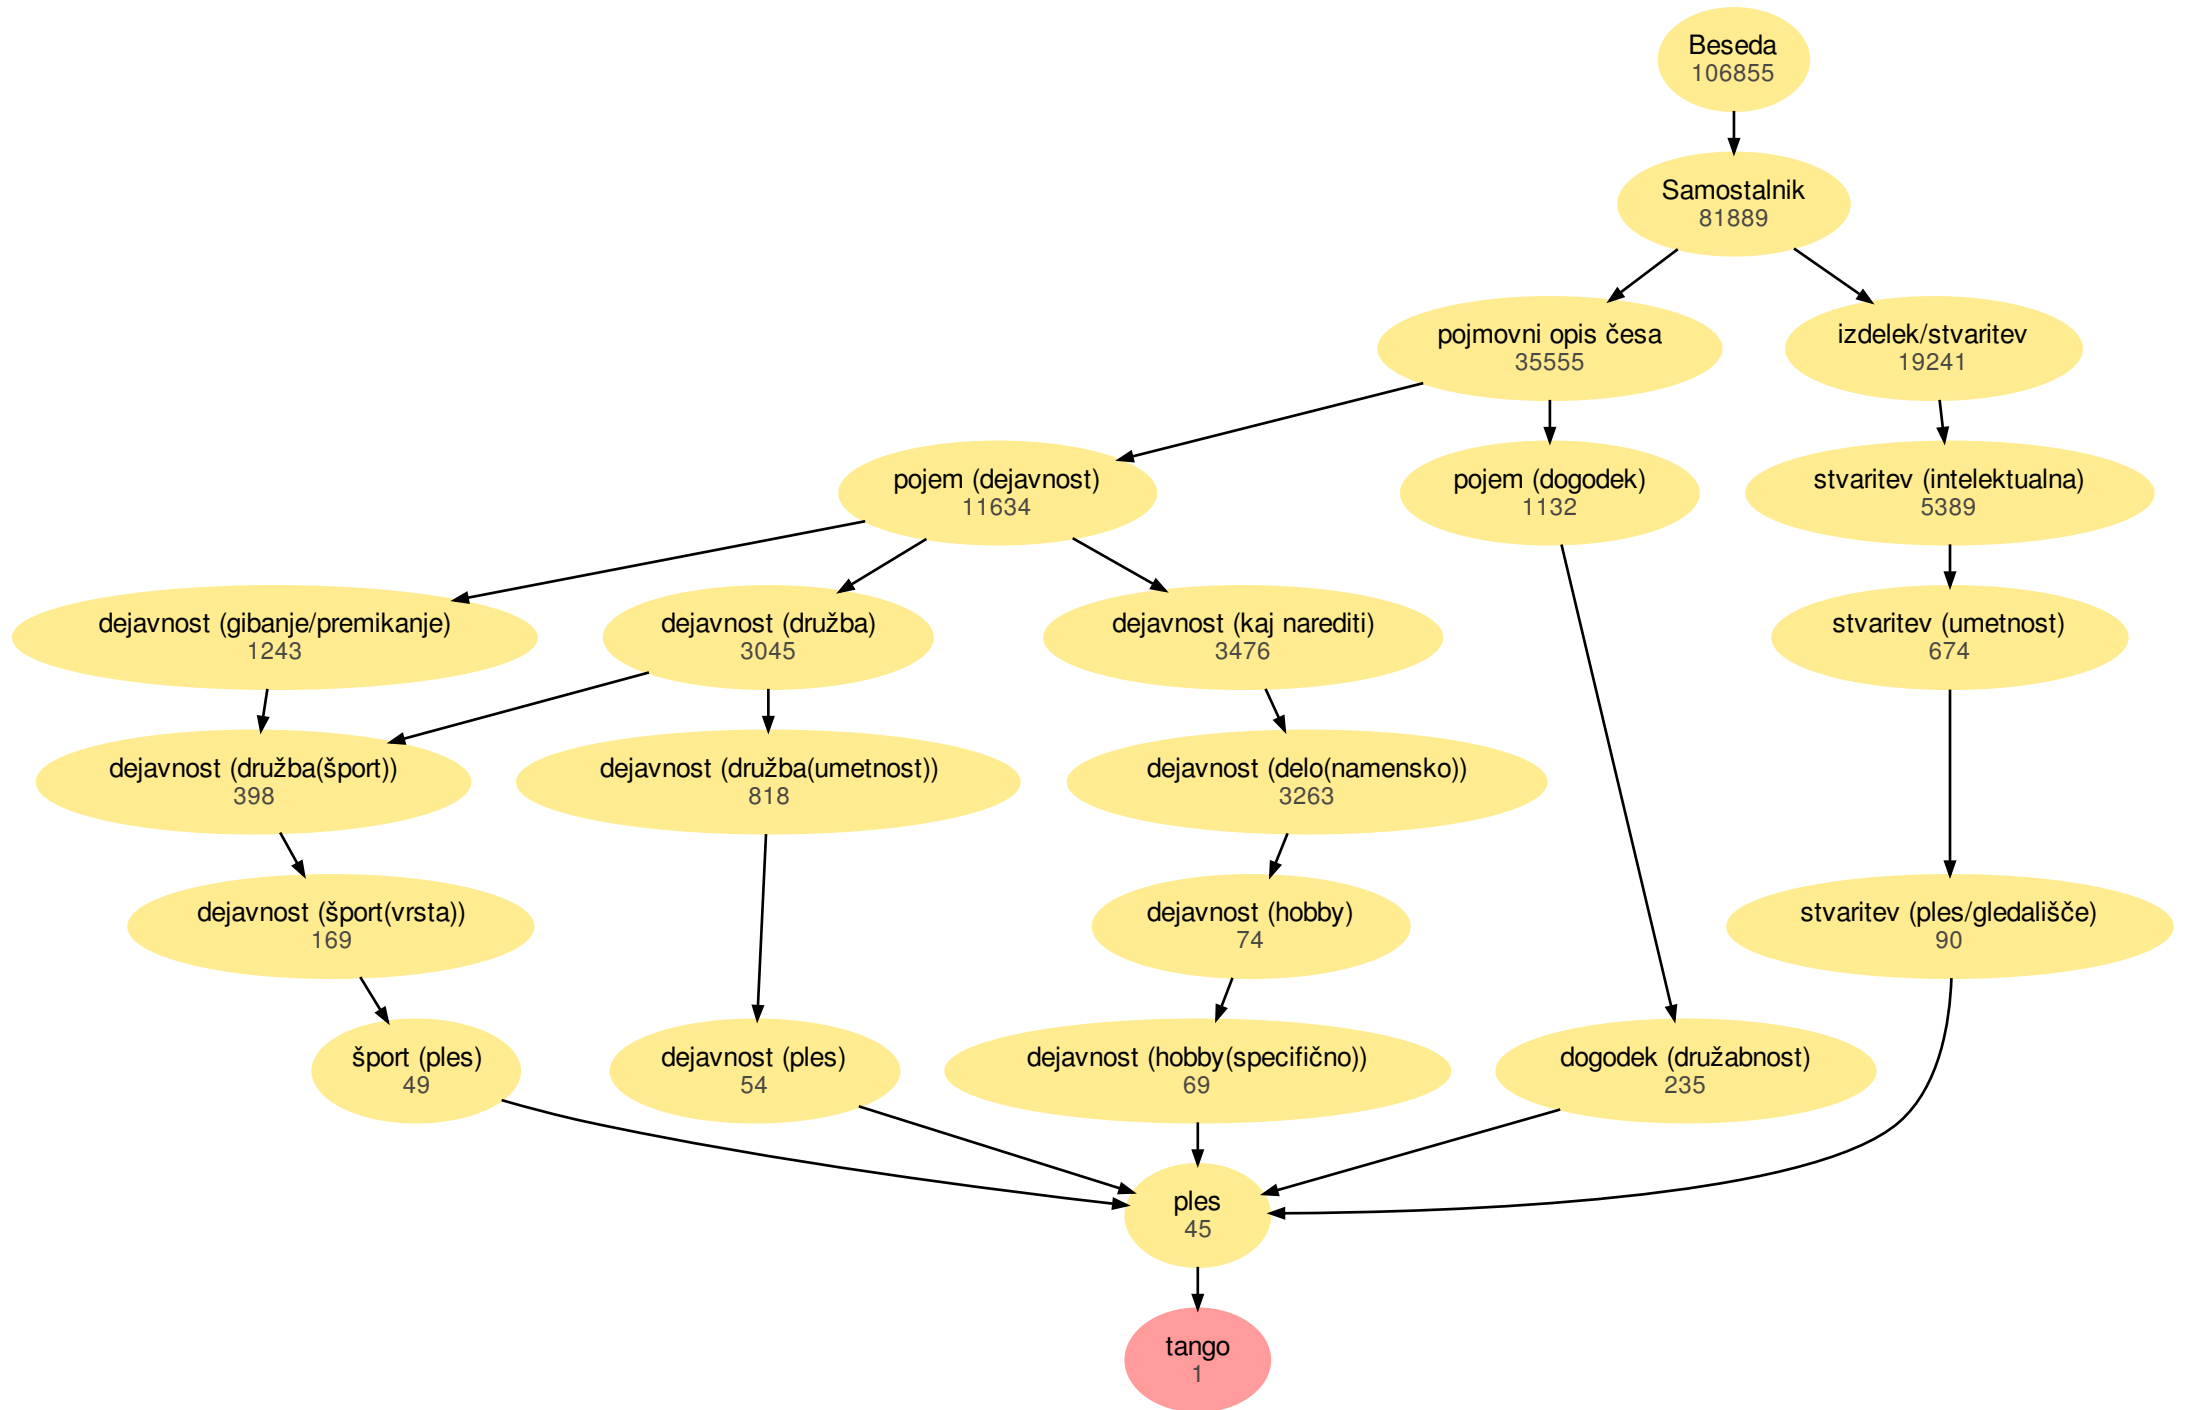 Beseda
106855
Samostalnik
81889
pojmovni opis česa
35555
izdelek/stvaritev
19241
pojem (dejavnost)
11634
pojem (dogodek)
1132
stvaritev (intelektualna)
5389
dejavnost (gibanje/premikanje)
1243
dejavnost (družba)
3045
dejavnost (kaj narediti)
3476
stvaritev (umetnost)
674
dejavnost (družba(šport))
398
dejavnost (družba(umetnost))
818
dejavnost (delo(namensko))
3263
dejavnost (šport(vrsta))
169
dejavnost (hobby)
74
stvaritev (ples/gledališče)
90
šport (ples)
49
dejavnost (ples)
54
dejavnost (hobby(specifično))
69
dogodek (družabnost)
235
ples
45
tango
1